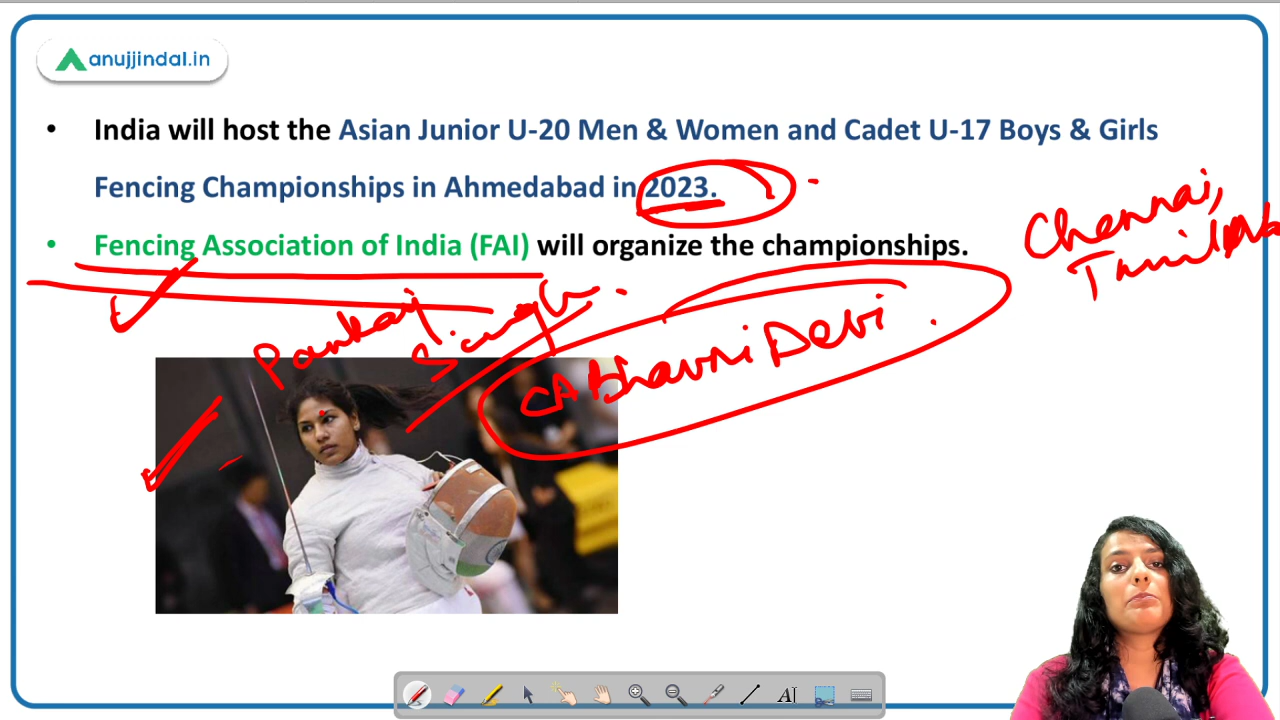 anujjindal.in
• India will host the Asian Junior U-20 Men & Women and Cadet U-17 Boys & Girls
Fencing Championships in Ahmedabad in 2023.
• Fencing Association of India (FAI) will organize the championships.
Chennai,
Pankaj
Singh
CA Bhavni Devi
AI